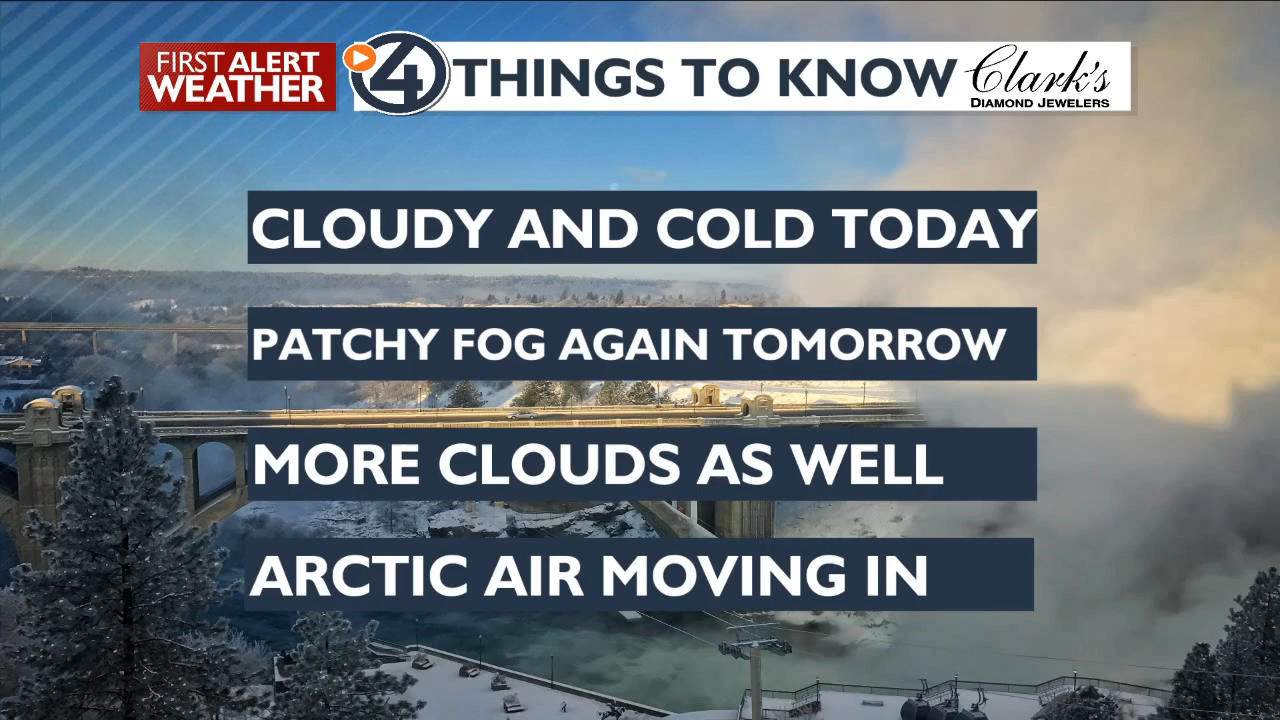 FIRST ALERT
WEATHER
4 THINGS TO KNOW
Clark's
DIAMOND JEWELERS
CLOUDY AND COLD TODAY
PATCHY FOG AGAIN TOMORROW
MORE CLOUDS AS WELL
ARCTIC AIR MOVING IN